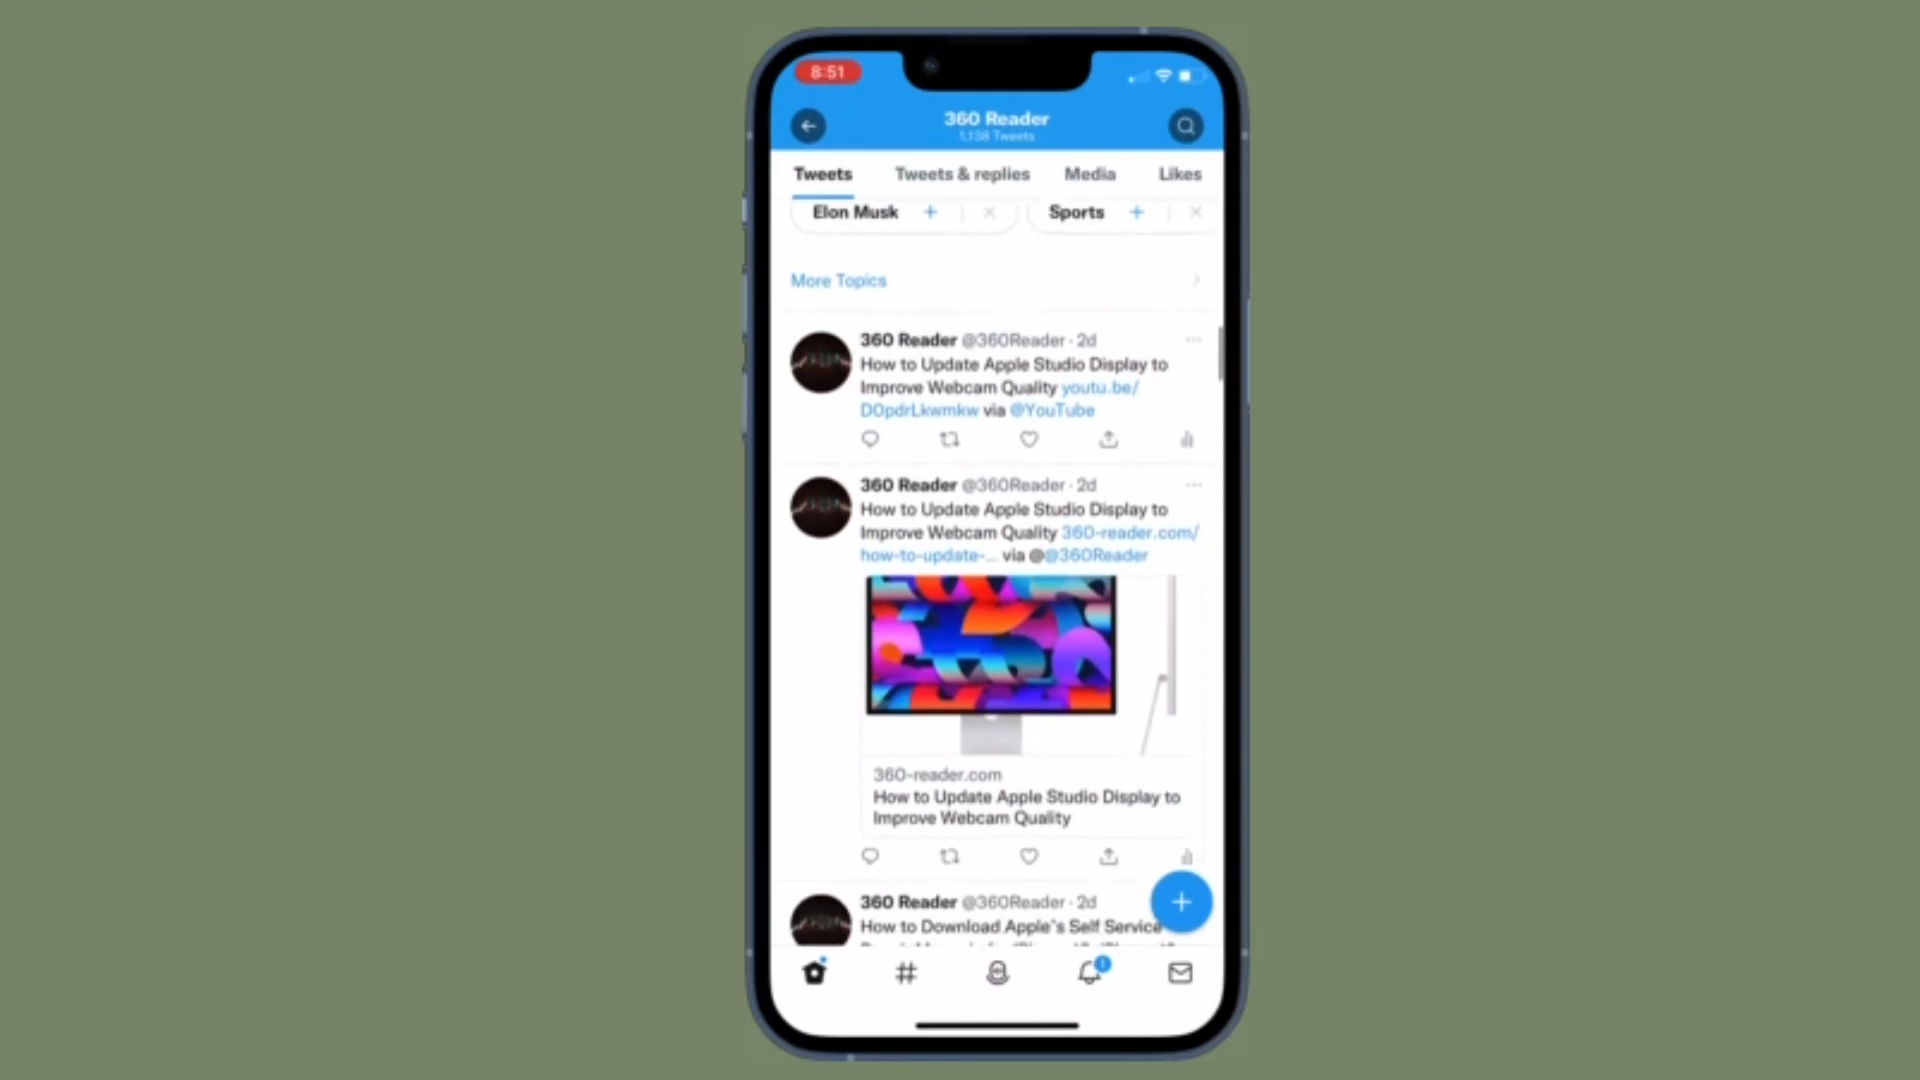 8:51
360 Reader
1,138 Tweets
Tweets Tweets & replies Media Likes
Elon Musk + × Sports + ×
More Topics
360 Reader @360Reader · 2d
How to Update Apple Studio Display to
Improve Webcam Quality youtu.be/
D0pdrLkwmkw via @YouTube
360 Reader @360Reader · 2d
How to Update Apple Studio Display to
Improve Webcam Quality 360-reader.com/
how-to-update-... via @@360Reader
360-reader.com
How to Update Apple Studio Display to
Improve Webcam Quality
360 Reader @360Reader · 2d
How to Download Apple's Self Service